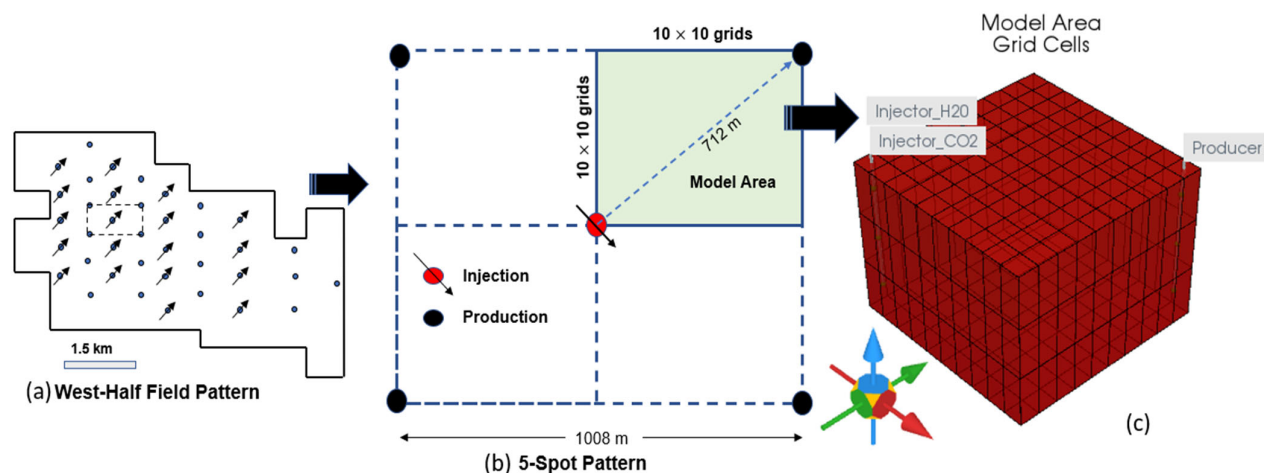 1.5 km
(a) West-Half Field Pattern
10 × 10 grids
10 × 10 grids
712 m
Model Area
Injection
Production
1008 m
(b) 5-Spot Pattern
Model Area
Grid Cells
Injector_H20
Injector_CO2
Producer
(c)